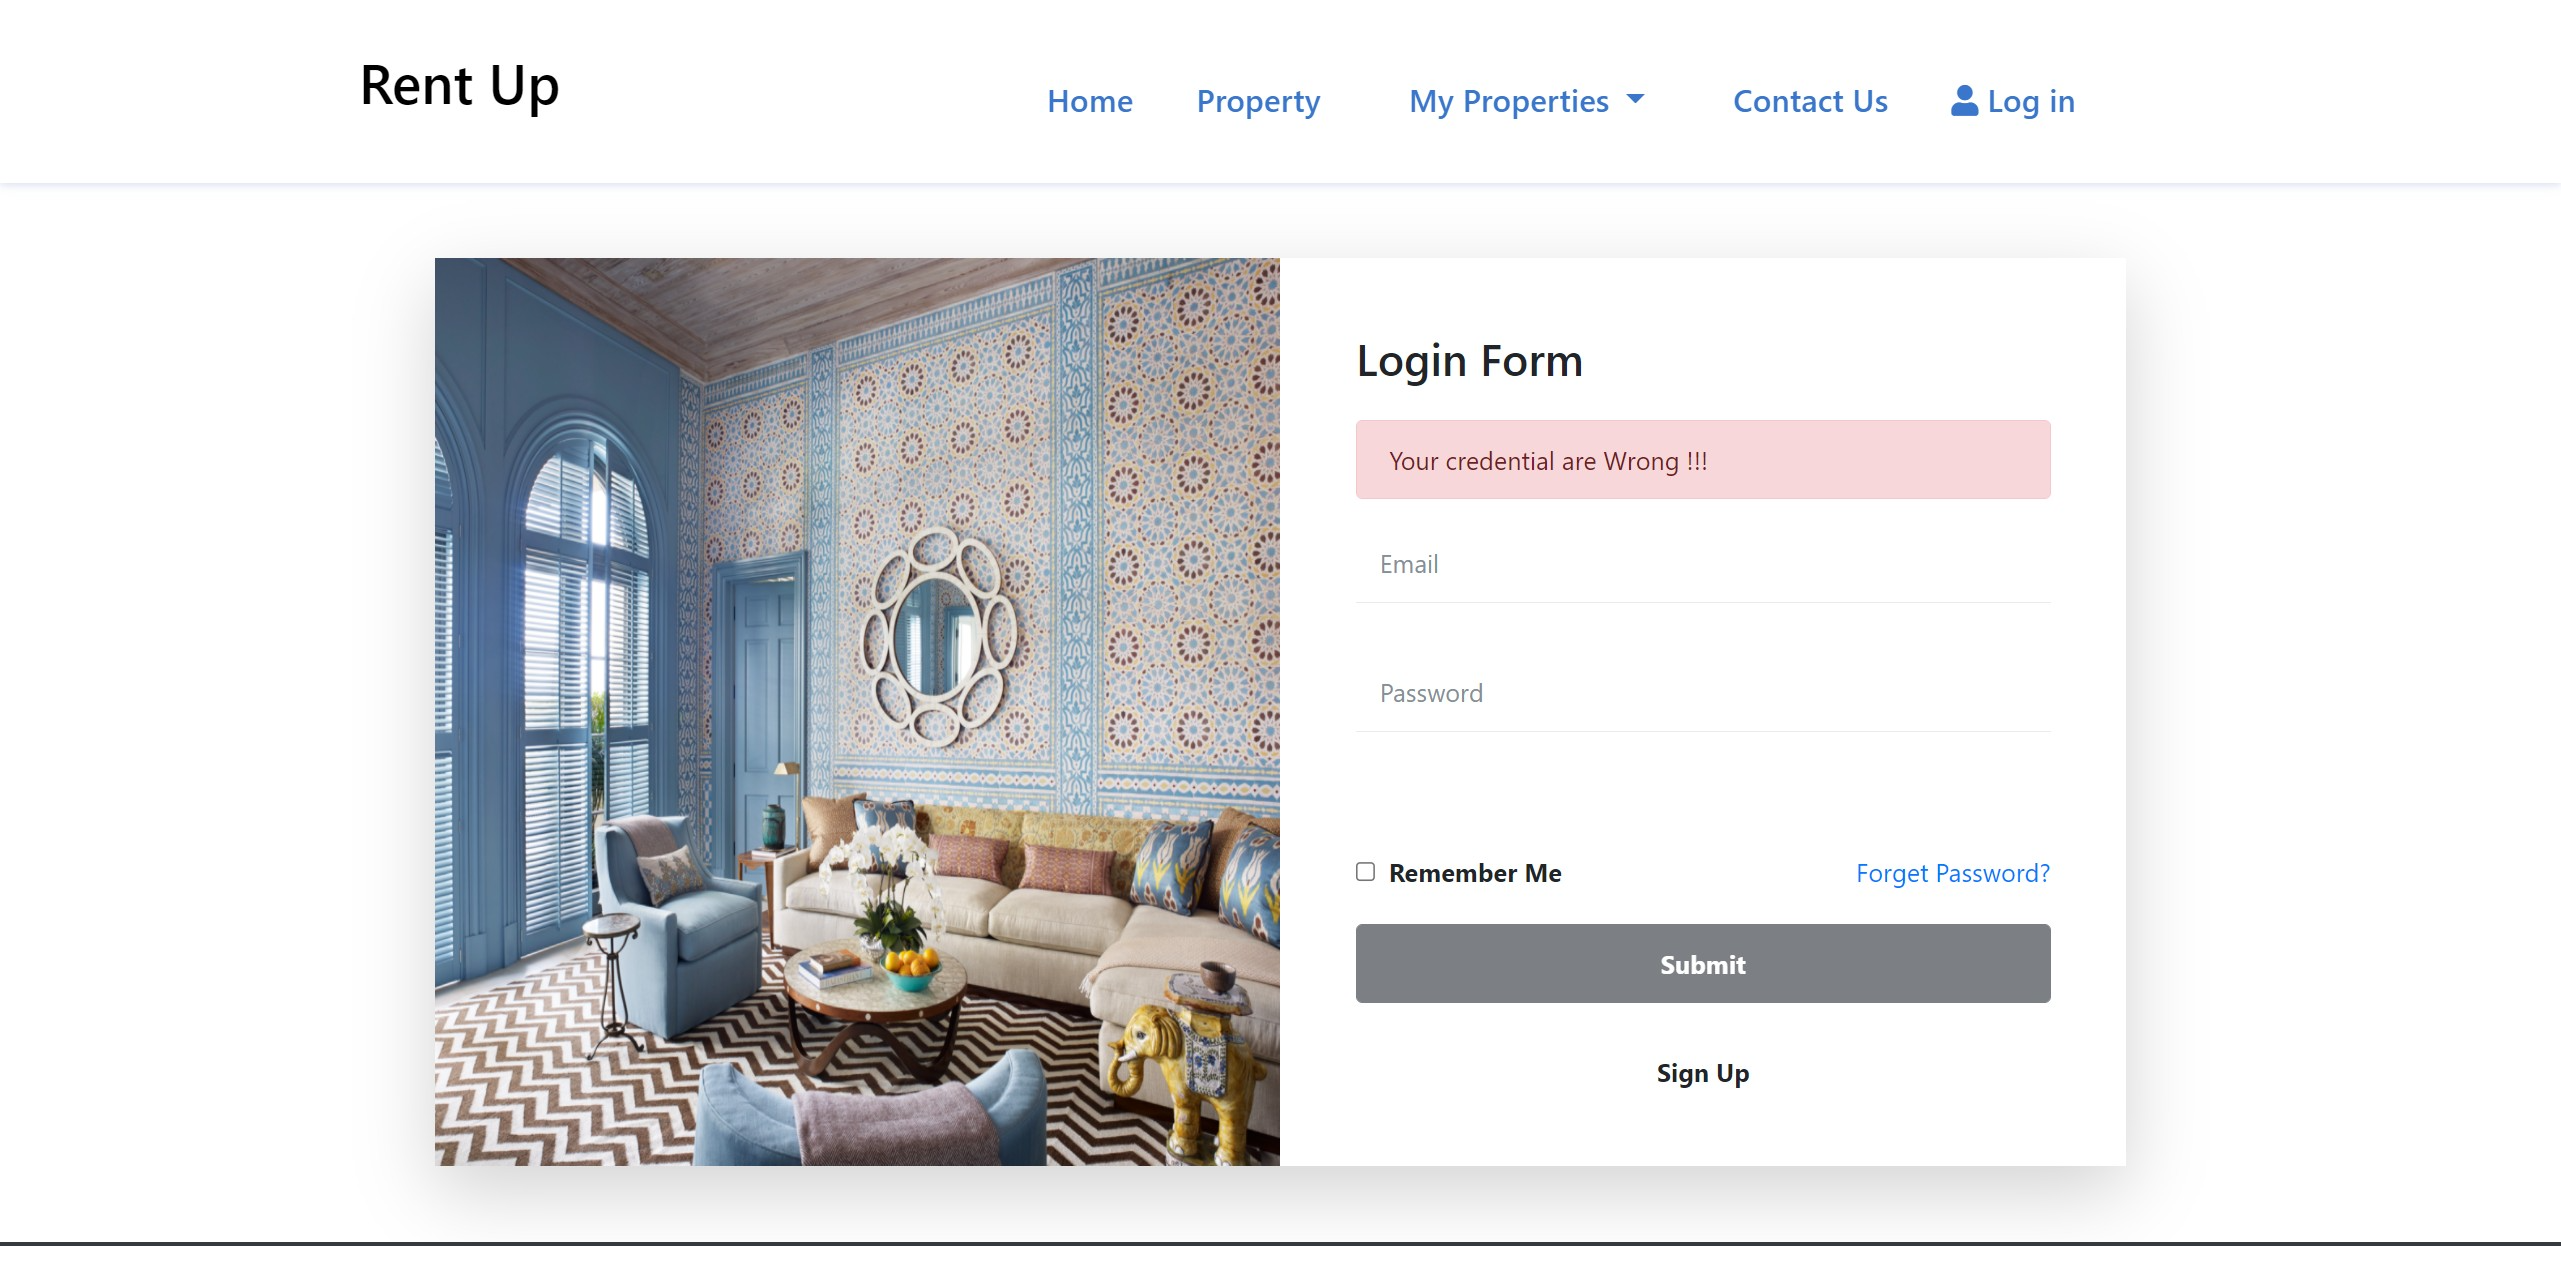 Rent Up
Home Property My Properties Contact Us Log in
Login Form
Your credential are Wrong !!!
Email
Password
Remember Me Forget Password?
Submit
Sign Up